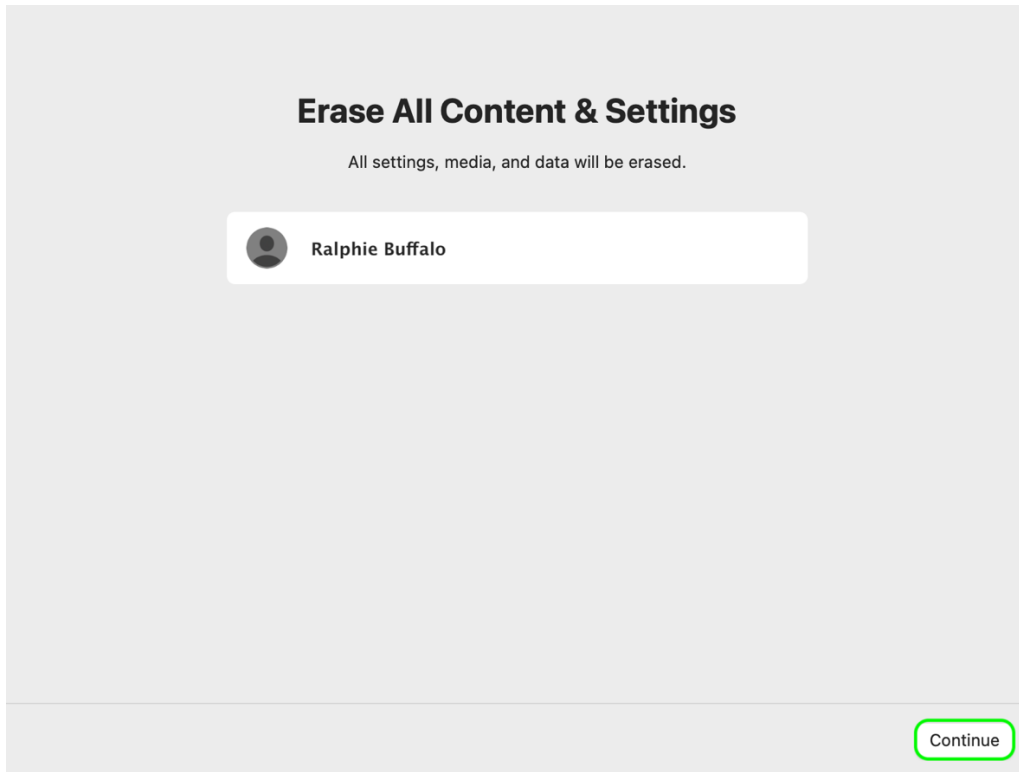 Erase All Content & Settings
All settings, media, and data will be erased.
Ralphie Buffalo
Continue